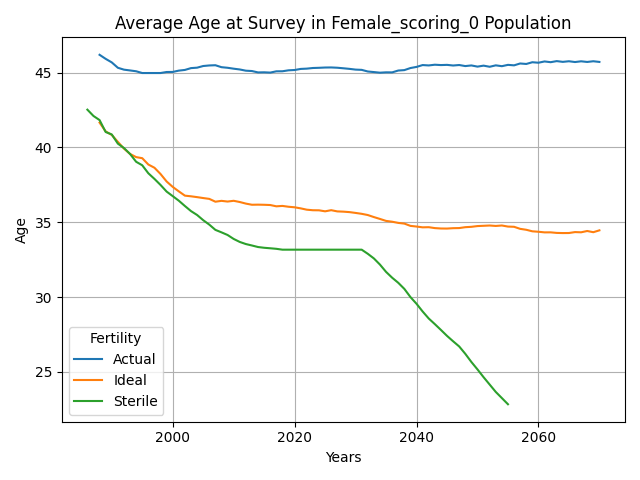 Average Age at Survey in Female_scoring_0 Population
Age
45
40
35
30
25
Fertility
Actual
Ideal
Sterile
2000
2020
2040
2060
Years